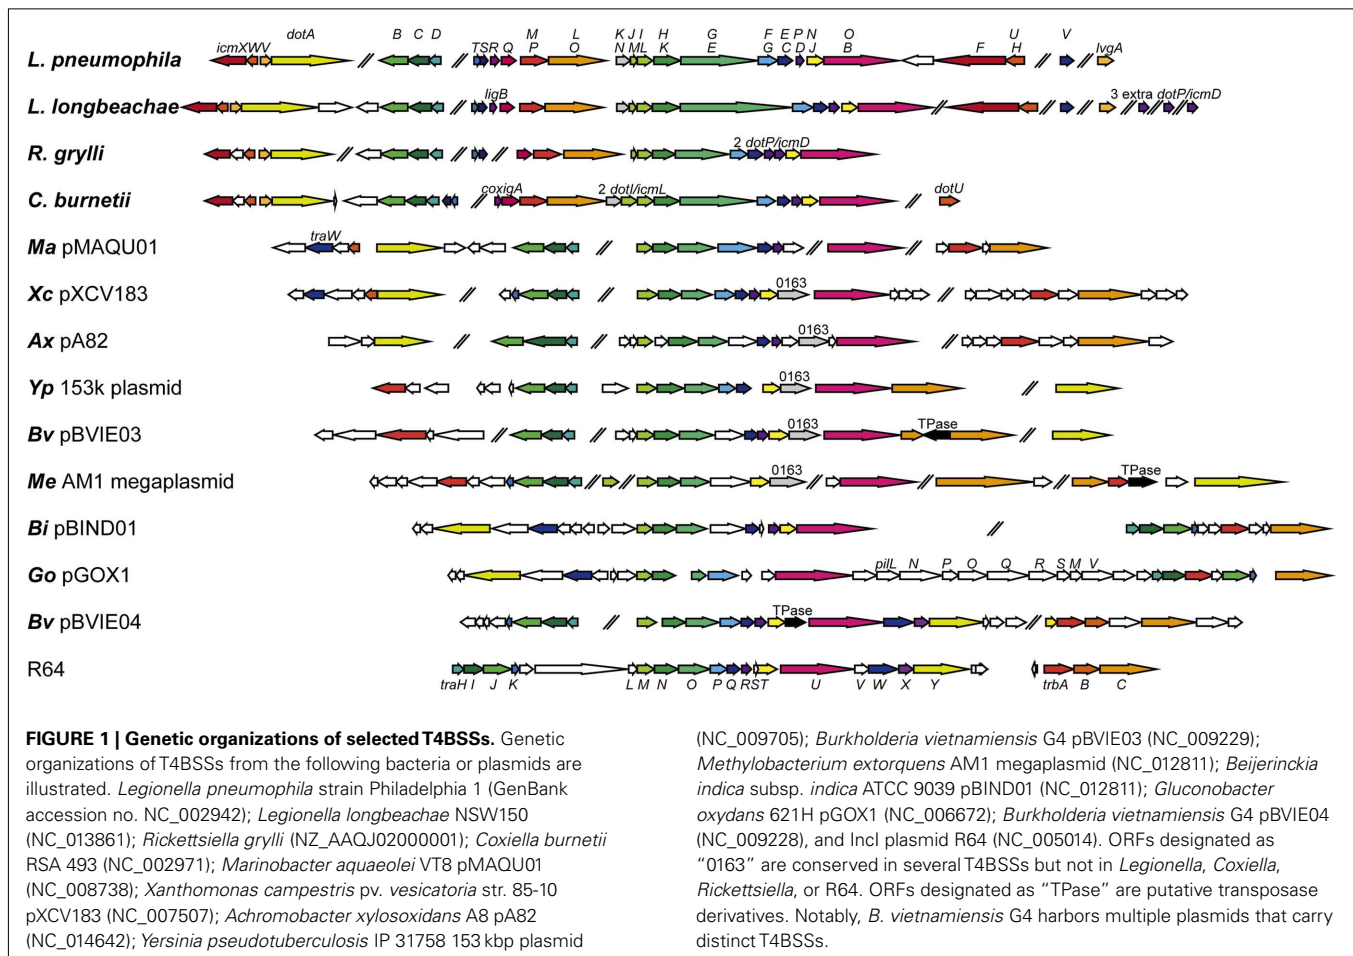 icmXWV dotA B C D TSRQ M L K J I H G F E P N O U V
P O N ML K E G C D J B F H lvgA
L. pneumophila
ligB 3 extra dotP/icmD
L. longbeachae
2 dotP/icmD
R. grylli
coxigA 2 dotI/icmL dotU
C. burnetii
traW
Ma pMAQU01
0163
Xc pXCV183
0163
Ax pA82
0163
Yp 153k plasmid
0163 TPase
Bv pBVIE03
0163 TPase
Me AM1 megaplasmid
Bi pBIND01
pilL N P O Q R S M V
Go pGOX1
TPase
Bv pBVIE04
R64
traH I J K L M N O P Q R S T U V W X Y trbA B C
FIGURE 1 | Genetic organizations of selected T4BSSs. Genetic
organizations of T4BSSs from the following bacteria or plasmids are
illustrated. Legionella pneumophila strain Philadelphia 1 (GenBank
accession no. NC_002942); Legionella longbeachae NSW150
(NC_013861); Rickettsiella grylli (NZ_AAQJ02000001); Coxiella burnetii
RSA 493 (NC_002971); Marinobacter aquaeolei VT8 pMAQU01
(NC_008738); Xanthomonas campestris pv. vesicatoria str. 85-10
pXCV183 (NC_007507); Achromobacter xylosoxidans A8 pA82
(NC_014642); Yersinia pseudotuberculosis IP 31758 153 kbp plasmid
(NC_009705); Burkholderia vietnamiensis G4 pBVIE03 (NC_009229);
Methylobacterium extorquens AM1 megaplasmid (NC_012811); Beijerinckia
indica subsp. indica ATCC 9039 pBIND01 (NC_012811); Gluconobacter
oxydans 621H pGOX1 (NC_006672); Burkholderia vietnamiensis G4 pBVIE04
(NC_009228), and IncI plasmid R64 (NC_005014). ORFs designated as
"0163" are conserved in several T4BSSs but not in Legionella, Coxiella,
Rickettsiella, or R64. ORFs designated as "TPase" are putative transposase
derivatives. Notably, B. vietnamiensis G4 harbors multiple plasmids that carry
distinct T4BSSs.